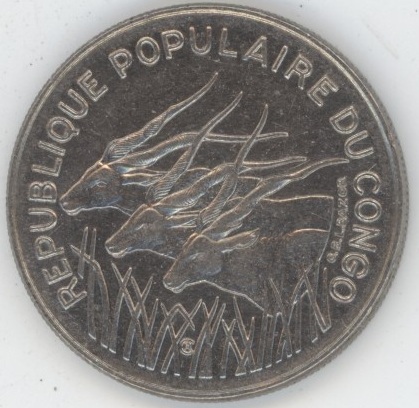 REPUBLIQUE POPULAIRE DU CONGO